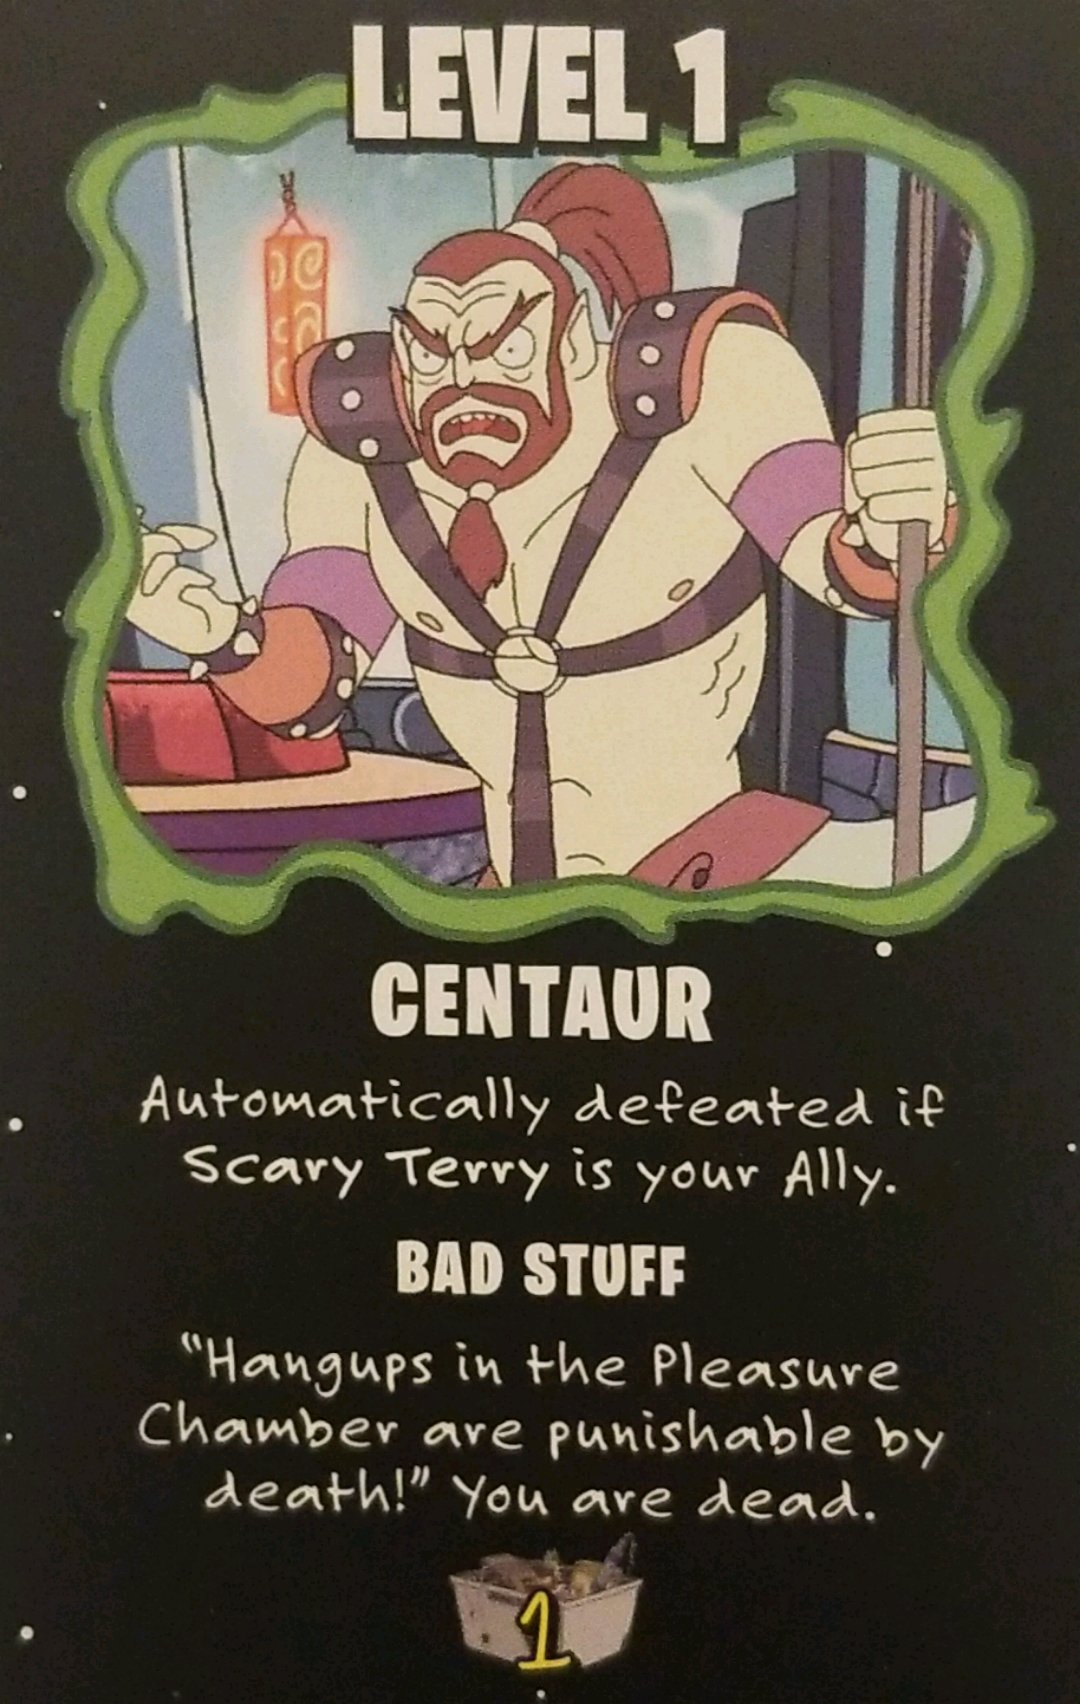 LEVEL 1
CENTAUR
Automatically defeated if
Scary Terry is your Ally.
BAD STUFF
"Hangups in the Pleasure
Chamber are punishable by
death!" You are dead.
1